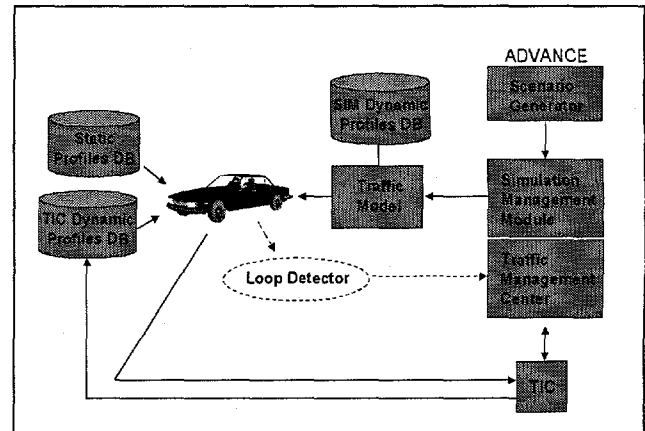 ADVANCE
Scenario
Generator
SIM Dynamic
Profiles DB
Static
Profiles DB
TIC Dynamic
Profiles DB
Traffic
Model
Simulation
Management
Module
Loop Detector
Traffic
Management
Center
TIC